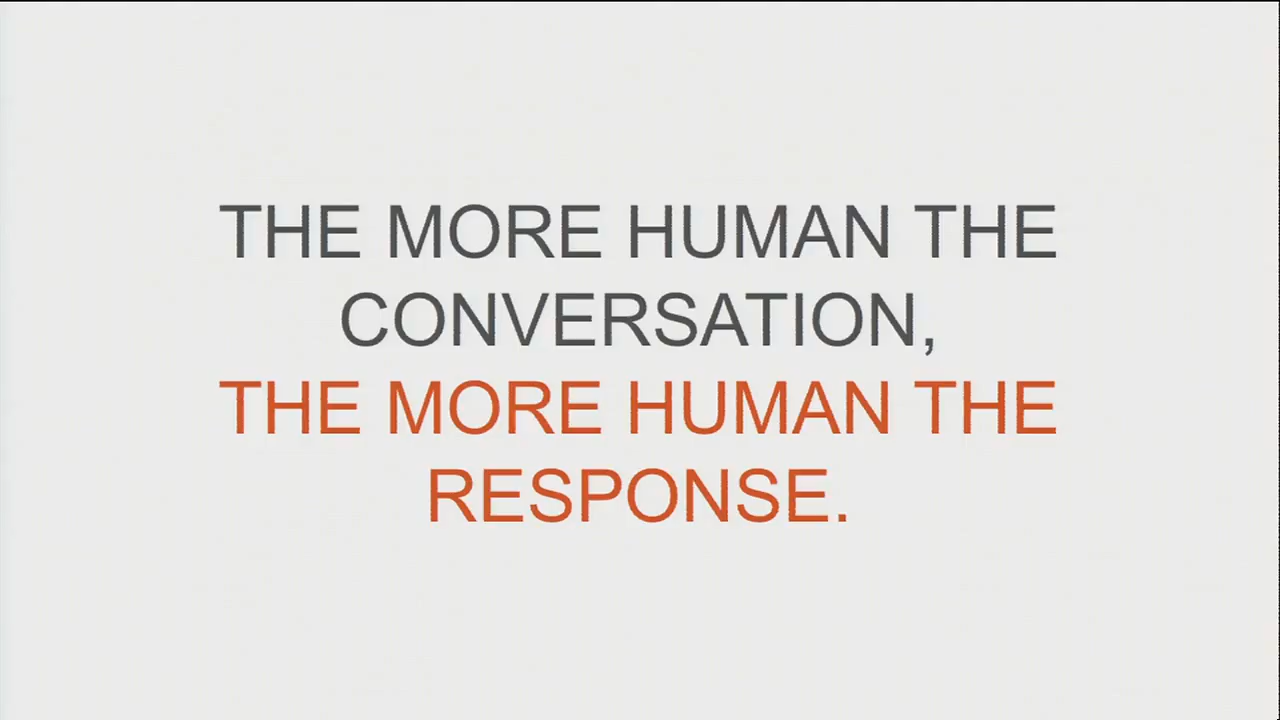 THE MORE HUMAN THE
CONVERSATION,
THE MORE HUMAN THE
RESPONSE.